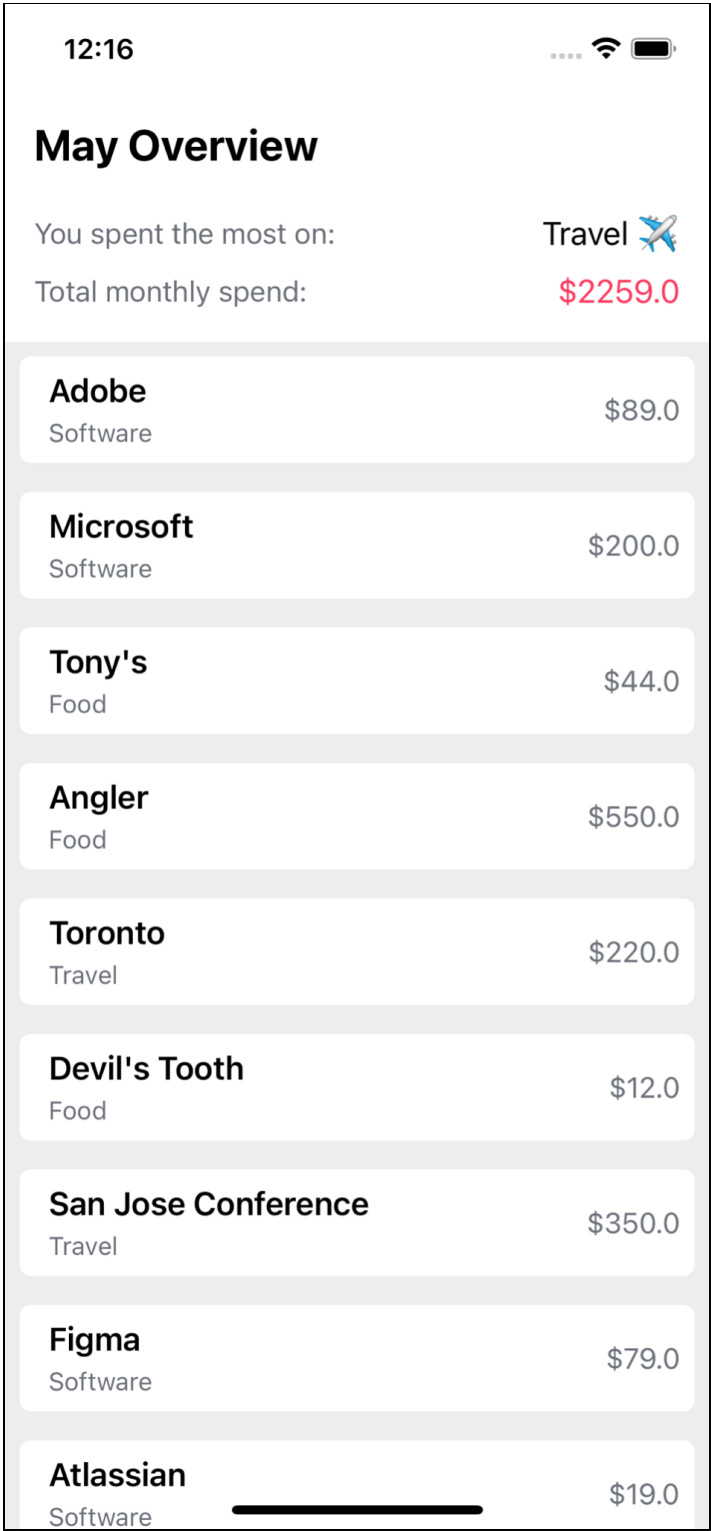 12:16
May Overview
You spent the most on: Travel ✈️
Total monthly spend: $2259.0
Adobe
Software
$89.0
Microsoft
Software
$200.0
Tony's
Food
$44.0
Angler
Food
$550.0
Toronto
Travel
$220.0
Devil's Tooth
Food
$12.0
San Jose Conference
Travel
$350.0
Figma
Software
$79.0
Atlassian
Software
$19.0